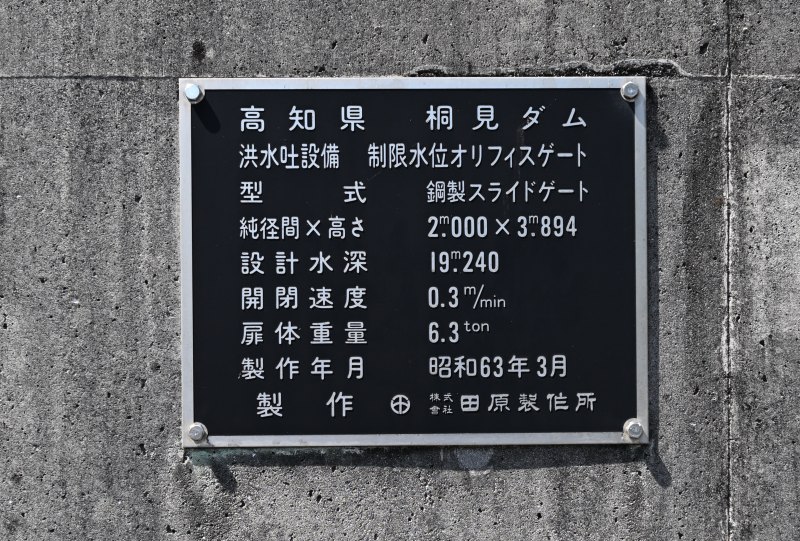 高知県 桐見ダム
洪水吐設備 制限水位オリフィスゲート
型式 鋼製スライドゲート
純径間×高さ 2m.000×3m.894
設計水深 19m.240
開閉速度 0.3m/min
扉体重量 6.3ton
製作年月 昭和63年3月
製作 株式會社田原製作所